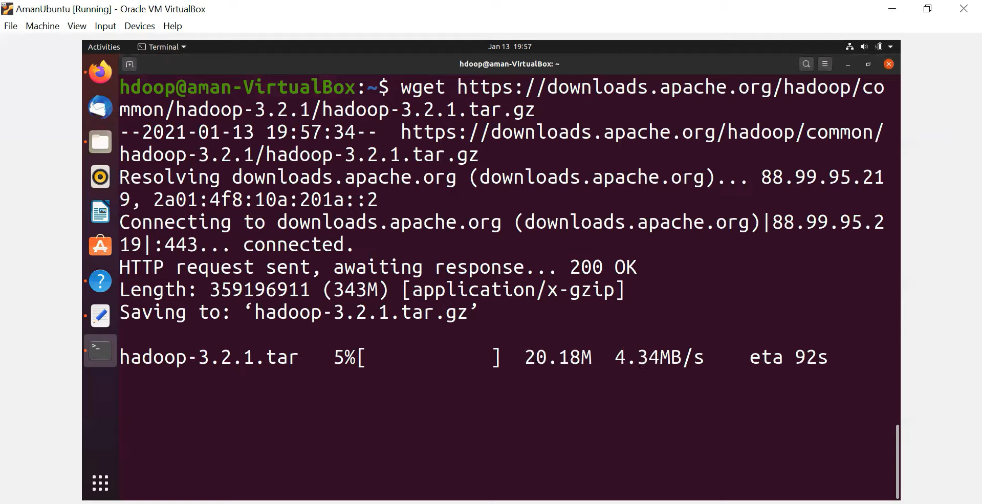 AmanUbuntu [Running] - Oracle VM VirtualBox
File Machine View Input Devices Help
Activities Terminal Jan 13 19:57
hdoop@aman-VirtualBox: ~
hdoop@aman-VirtualBox:~$ wget https://downloads.apache.org/hadoop/co
mmon/hadoop-3.2.1/hadoop-3.2.1.tar.gz
--2021-01-13 19:57:34-- https://downloads.apache.org/hadoop/common/
hadoop-3.2.1/hadoop-3.2.1.tar.gz
Resolving downloads.apache.org (downloads.apache.org)... 88.99.95.21
9, 2a01:4f8:10a:201a::2
Connecting to downloads.apache.org (downloads.apache.org)|88.99.95.2
19|:443... connected.
HTTP request sent, awaiting response... 200 OK
Length: 359196911 (343M) [application/x-gzip]
Saving to: ‘hadoop-3.2.1.tar.gz’
hadoop-3.2.1.tar 5%[ ] 20.18M 4.34MB/s eta 92s